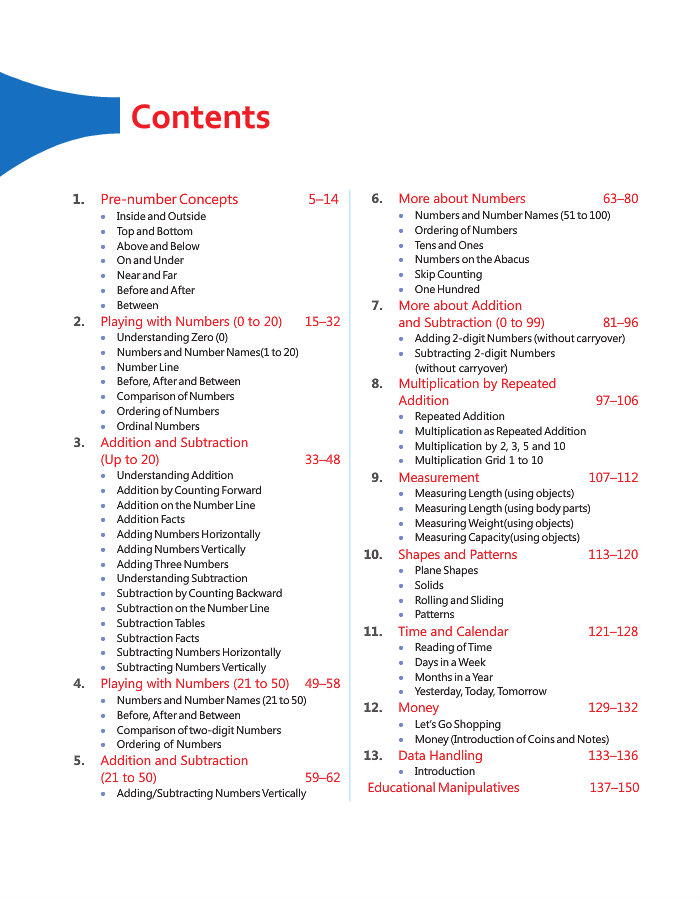 Contents
1. Pre-number Concepts 5–14
• Inside and Outside
• Top and Bottom
• Above and Below
• On and Under
• Near and Far
• Before and After
• Between
2. Playing with Numbers (0 to 20) 15–32
• Understanding Zero (0)
• Numbers and Number Names(1 to 20)
• Number Line
• Before, After and Between
• Comparison of Numbers
• Ordering of Numbers
• Ordinal Numbers
3. Addition and Subtraction
(Up to 20) 33–48
• Understanding Addition
• Addition by Counting Forward
• Addition on the Number Line
• Addition Facts
• Adding Numbers Horizontally
• Adding Numbers Vertically
• Adding Three Numbers
• Understanding Subtraction
• Subtraction by Counting Backward
• Subtraction on the Number Line
• Subtraction Tables
• Subtraction Facts
• Subtracting Numbers Horizontally
• Subtracting Numbers Vertically
4. Playing with Numbers (21 to 50) 49–58
• Numbers and Number Names (21 to 50)
• Before, After and Between
• Comparison of two-digit Numbers
• Ordering of Numbers
5. Addition and Subtraction
(21 to 50) 59–62
• Adding/Subtracting Numbers Vertically
6. More about Numbers 63–80
• Numbers and Number Names (51 to 100)
• Ordering of Numbers
• Tens and Ones
• Numbers on the Abacus
• Skip Counting
• One Hundred
7. More about Addition
and Subtraction (0 to 99) 81–96
• Adding 2-digit Numbers (without carryover)
• Subtracting 2-digit Numbers
(without carryover)
8. Multiplication by Repeated
Addition 97–106
• Repeated Addition
• Multiplication as Repeated Addition
• Multiplication by 2, 3, 5 and 10
• Multiplication Grid 1 to 10
9. Measurement 107–112
• Measuring Length (using objects)
• Measuring Length (using body parts)
• Measuring Weight(using objects)
• Measuring Capacity(using objects)
10. Shapes and Patterns 113–120
• Plane Shapes
• Solids
• Rolling and Sliding
• Patterns
11. Time and Calendar 121–128
• Reading of Time
• Days in a Week
• Months in a Year
• Yesterday, Today, Tomorrow
12. Money 129–132
• Let's Go Shopping
• Money (Introduction of Coins and Notes)
13. Data Handling 133–136
• Introduction
Educational Manipulatives 137–150